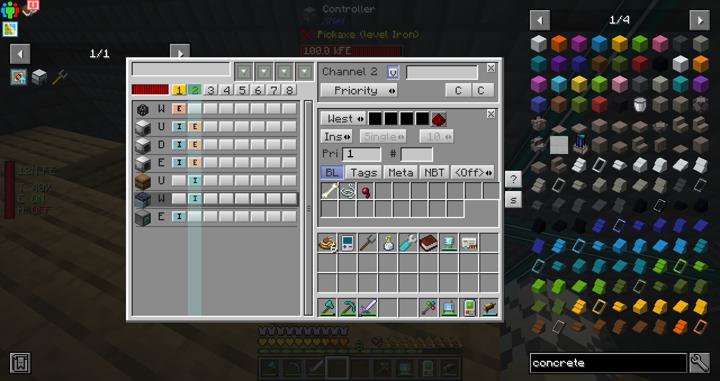 Controller
Pickaxe (level Iron)
100.0 kFE
1/1
1/4
Channel 2
Priority
C C
1 2 3 4 5 6 7 8
W E
U I E
D I E
E I E
U I
W I
E I
West
Ins Single 10
Pri 1 #
BL Tags Meta NBT <Off>
?
s
concrete